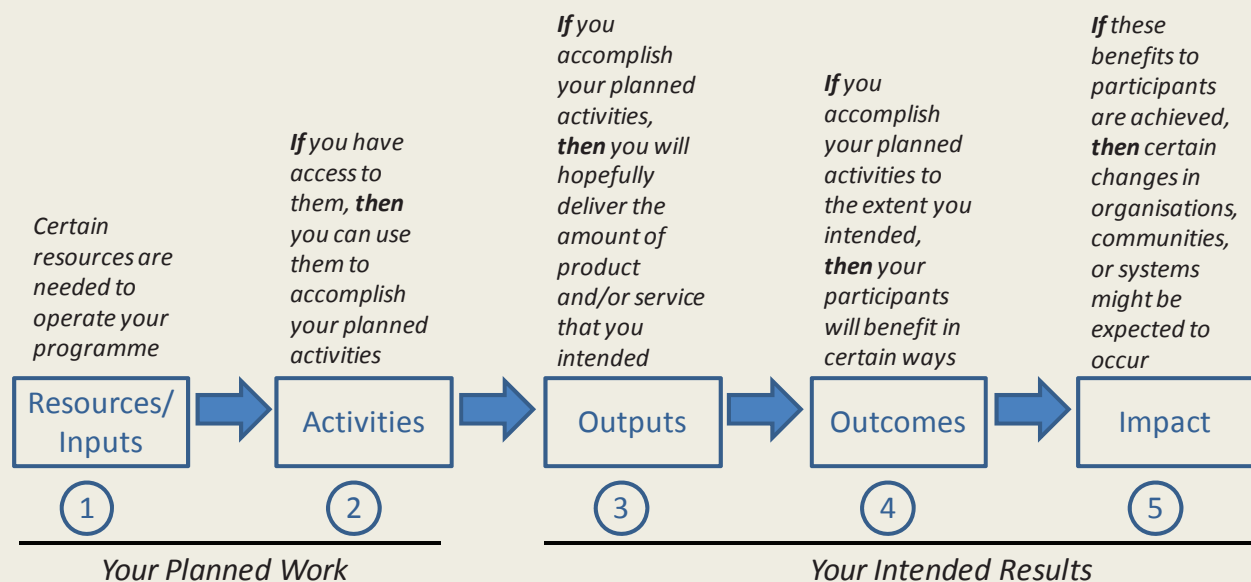 Certain
resources are
needed to
operate your
programme
If you have
access to
them, then
you can use
them to
accomplish
your planned
activities
If you
accomplish
your planned
activities,
then you will
hopefully
deliver the
amount of
product
and/or service
that you
intended
If you
accomplish
your planned
activities to
the extent you
intended,
then your
participants
will benefit in
certain ways
If these
benefits to
participants
are achieved,
then certain
changes in
organisations,
communities,
or systems
might be
expected to
occur
Resources/
Inputs
Activities
Outputs
Outcomes
Impact
1
2
3
4
5
Your Planned Work
Your Intended Results